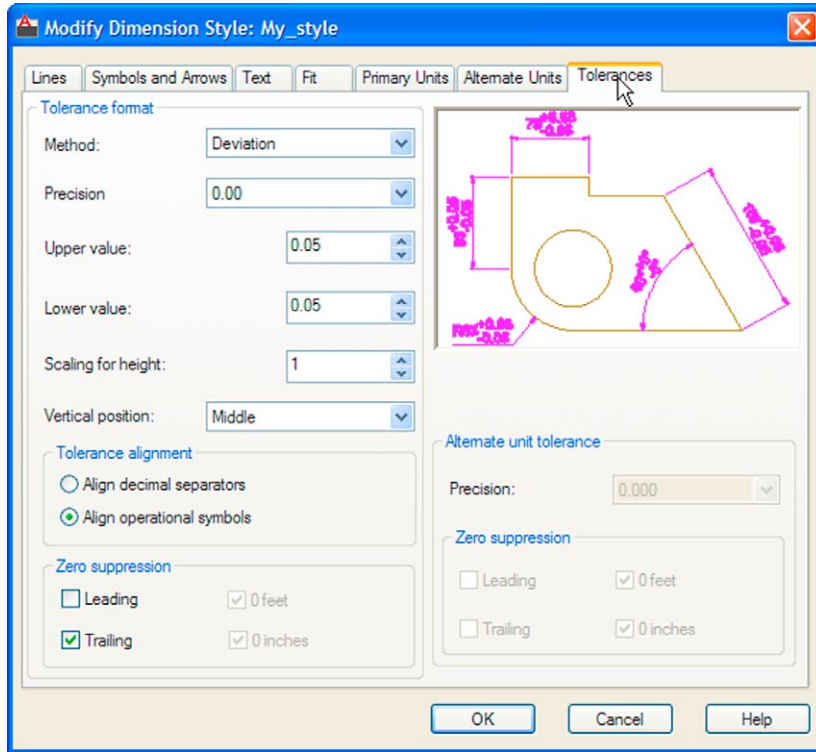 Modify Dimension Style: My_style
Lines Symbols and Arrows Text Fit Primary Units Alternate Units Tolerances
Tolerance format
Method: Deviation
Precision 0.00
Upper value: 0.05
Lower value: 0.05
Scaling for height: 1
Vertical position: Middle
Tolerance alignment
Align decimal separators
Align operational symbols
Zero suppression
Leading 0 feet
Trailing 0 inches
Alternate unit tolerance
Precision: 0.000
Zero suppression
Leading 0 feet
Trailing 0 inches
OK Cancel Help